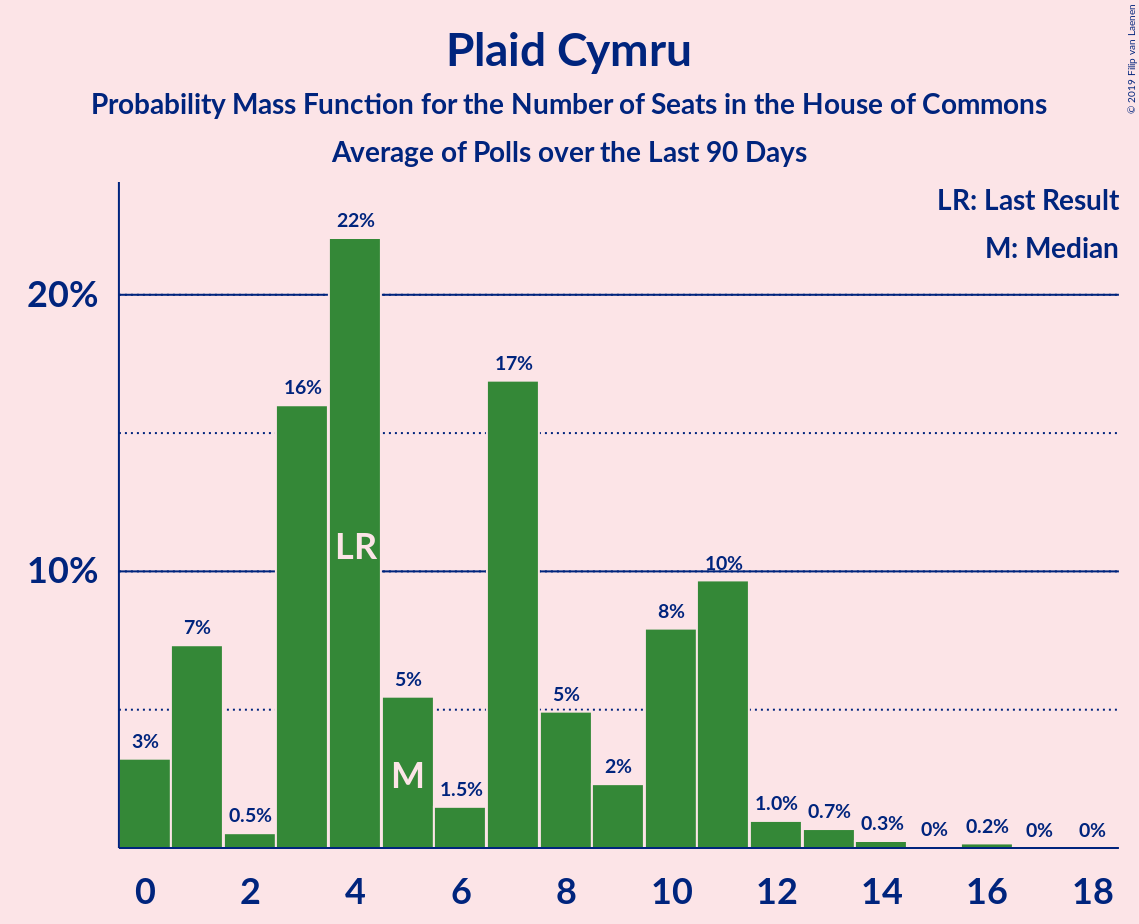 Plaid Cymru
Probability Mass Function for the Number of Seats in the House of Commons
Average of Polls over the Last 90 Days
© 2019 Filip van Laenen
LR: Last Result
M: Median
20%
10%
3%
7%
0.5%
16%
22%
5%
1.5%
17%
5%
2%
8%
10%
1.0%
0.7%
0.3%
0%
0.2%
0%
0%
LR
M
0 2 4 6 8 10 12 14 16 18